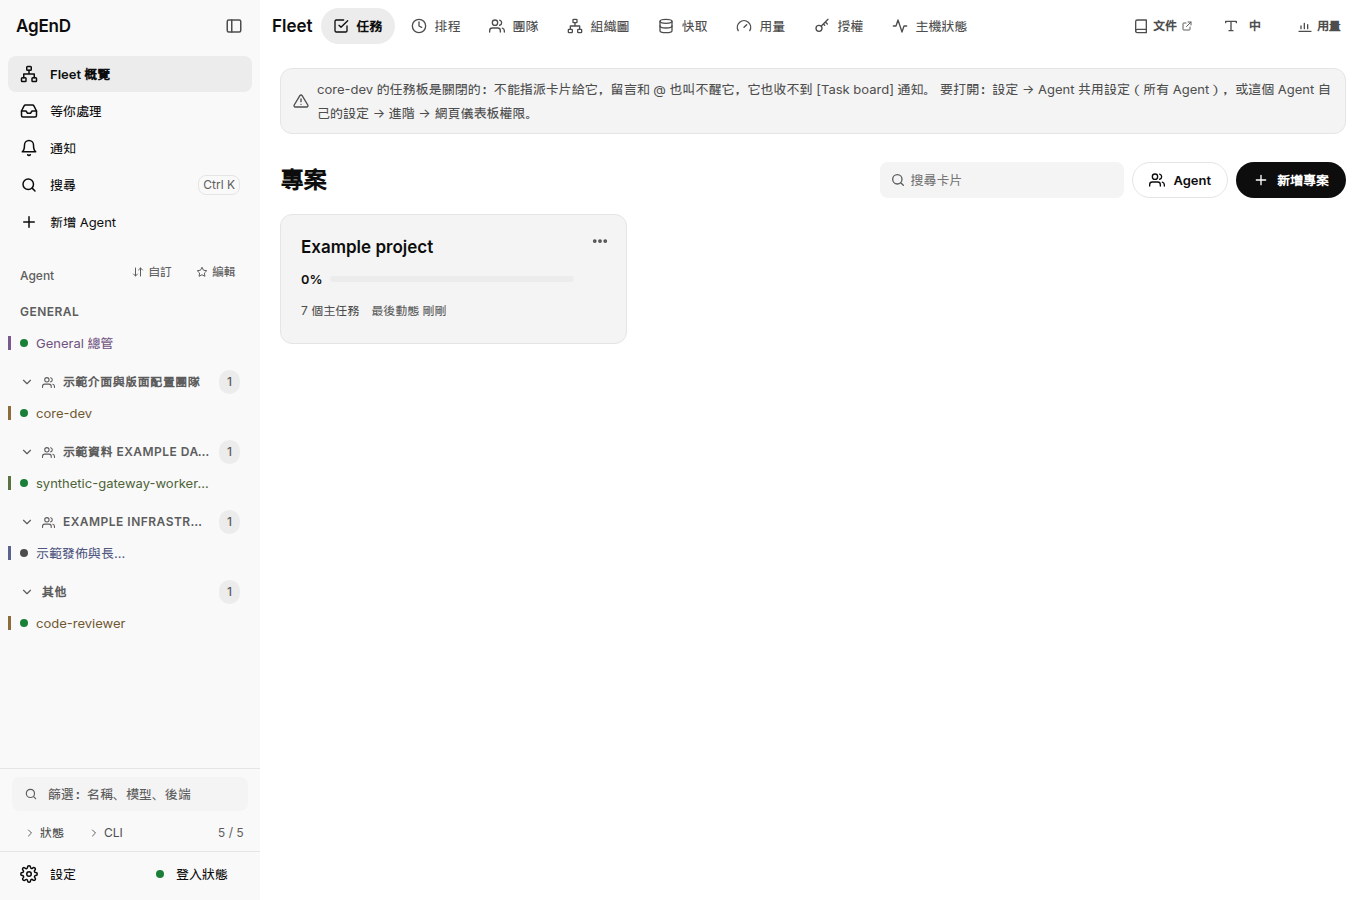 AgEnD
Fleet 概覽
等你處理
通知
搜尋 Ctrl K
新增 Agent
Agent 自訂 編輯
GENERAL
General 總管
示範介面與版面配置團隊 1
core-dev
示範資料 EXAMPLE DA... 1
synthetic-gateway-worker...
EXAMPLE INFRASTR... 1
示範發佈與長...
其他 1
code-reviewer
篩選：名稱、模型、後端
狀態 CLI 5 / 5
設定 登入狀態
Fleet 任務 排程 團隊 組織圖 快取 用量 授權 主機狀態 文件 中 用量
core-dev 的任務板是關閉的：不能指派卡片給它，留言和 @ 也叫不醒它，它也收不到 [Task board] 通知。 要打開：設定 → Agent 共用設定（所有 Agent），或這個 Agent 自
己的設定 → 進階 → 網頁儀表板權限。
專案 搜尋卡片 Agent 新增專案
Example project
0%
7 個主任務 最後動態 剛剛